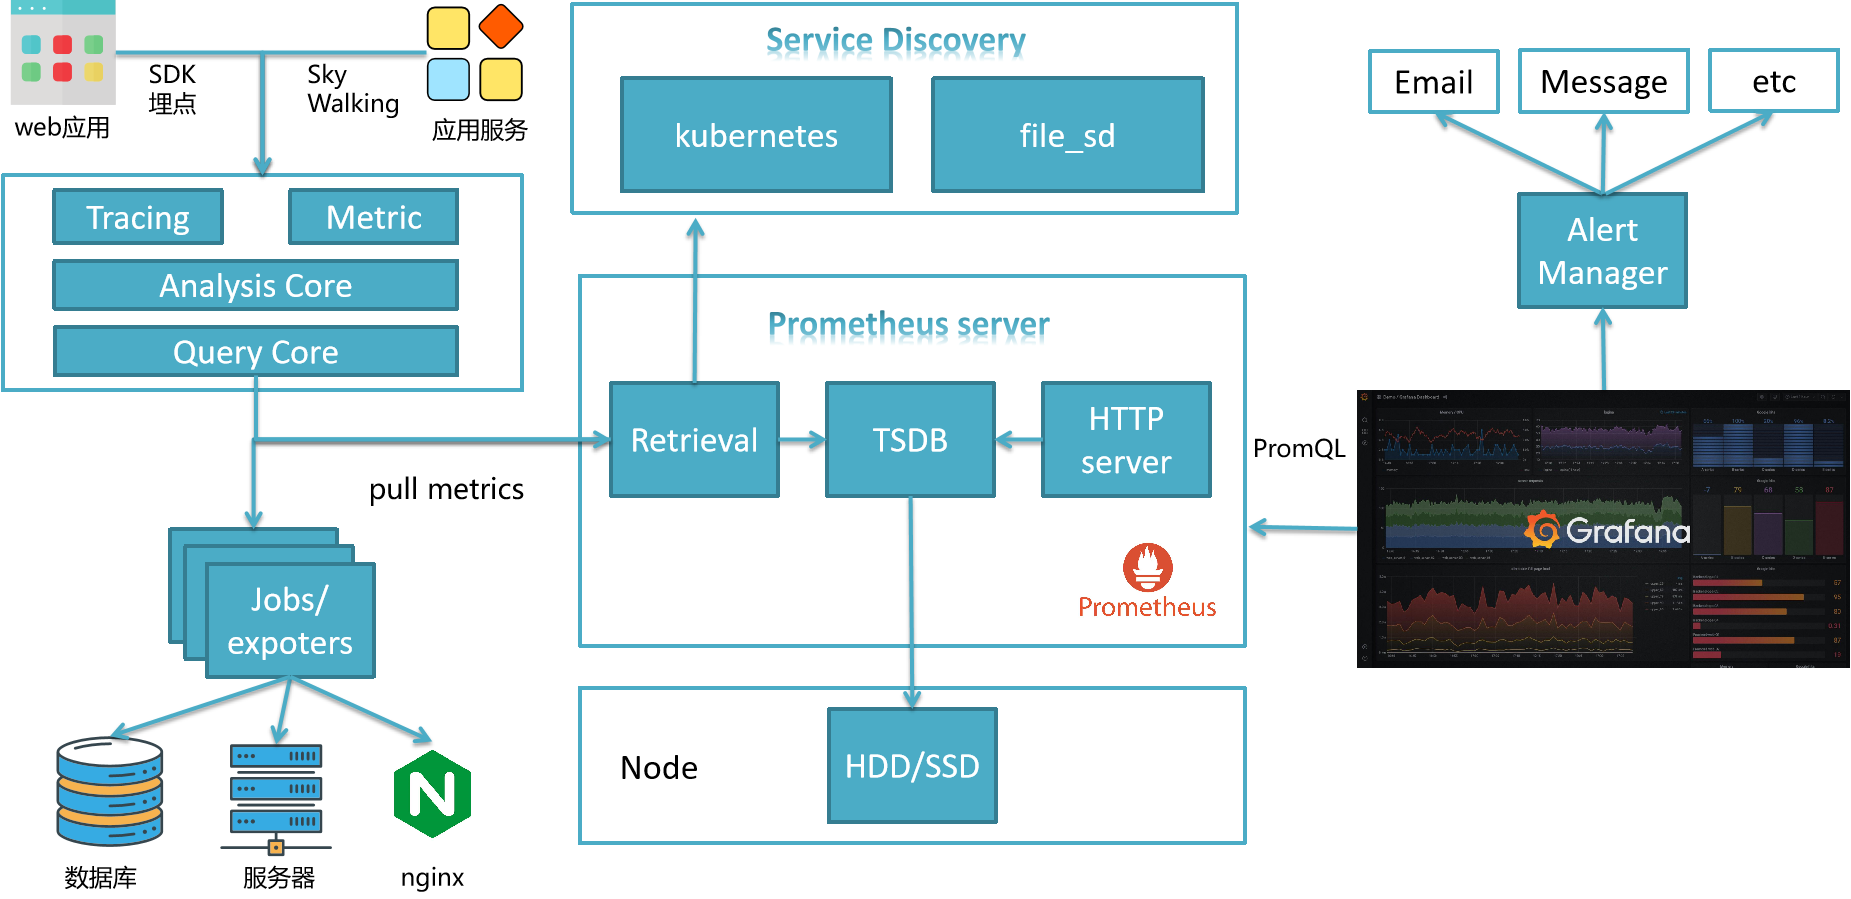 SDK
埋点
Sky
Walking
web应用
应用服务
Tracing
Metric
Analysis Core
Query Core
pull metrics
Jobs/
expoters
数据库
服务器
nginx
Service Discovery
kubernetes
file_sd
Prometheus server
Retrieval
TSDB
HTTP
server
Prometheus
Node
HDD/SSD
PromQL
Email
Message
etc
Alert
Manager
Grafana